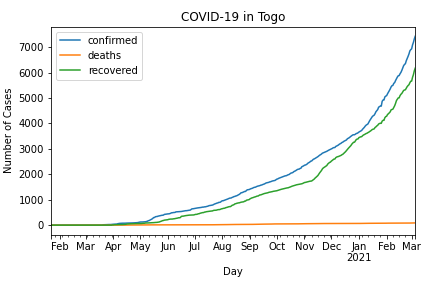 COVID-19 in Togo
confirmed
deaths
recovered
Number of Cases
7000
6000
5000
4000
3000
2000
1000
0
Feb Mar Apr May Jun Jul Aug Sep Oct Nov Dec Jan Feb Mar
2021
Day